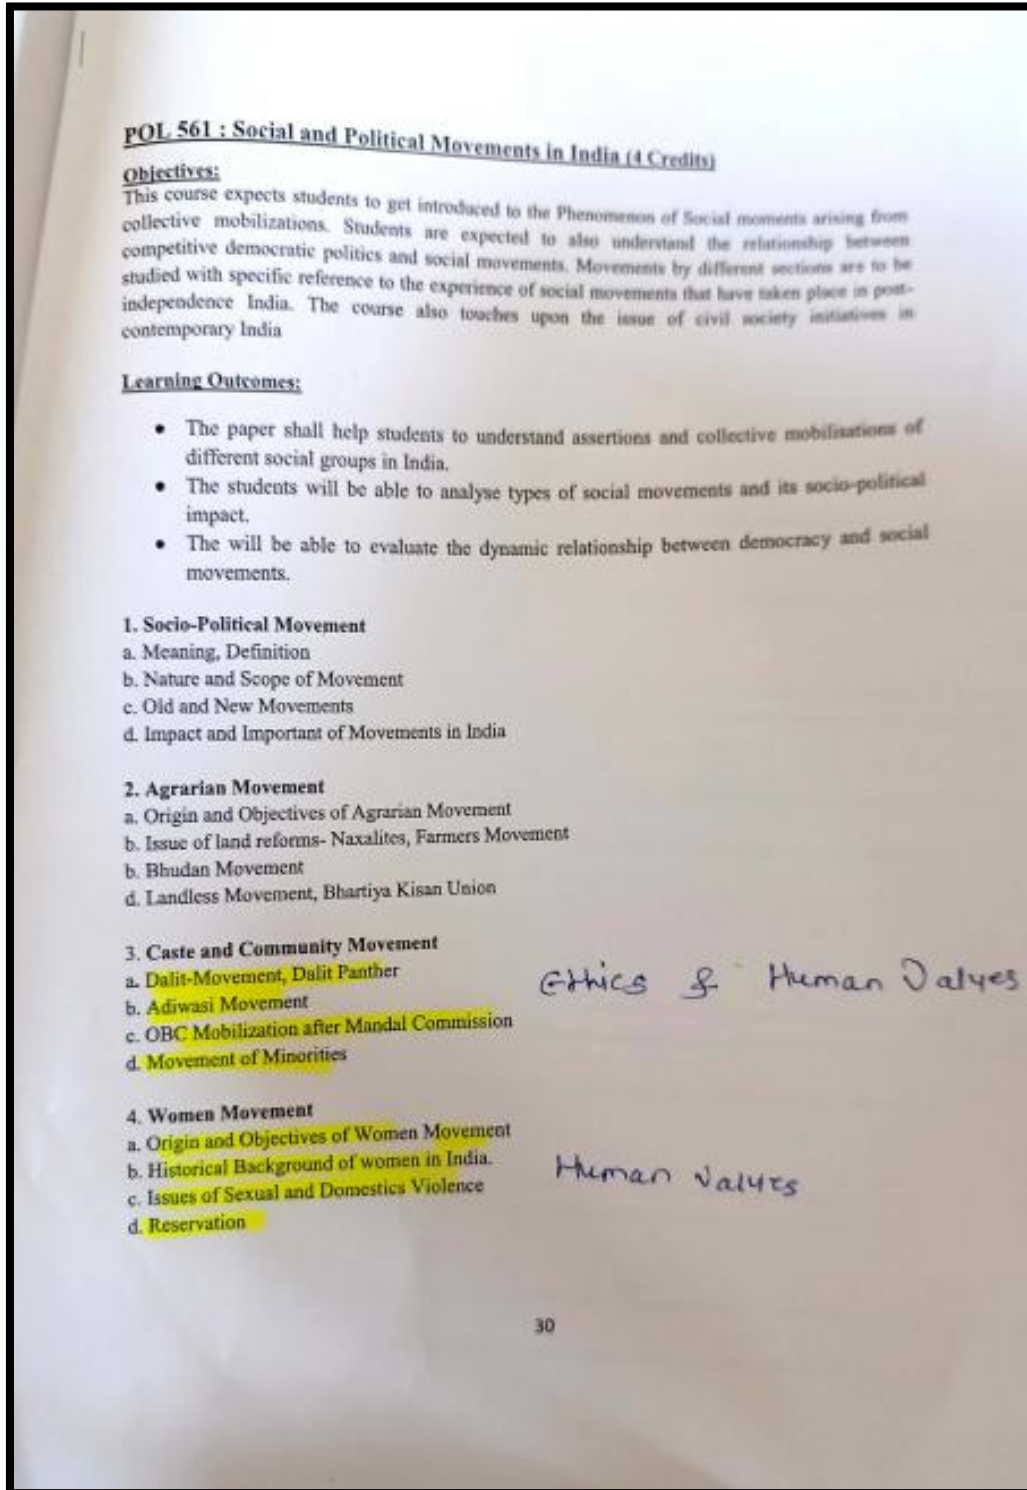 POL 561 : Social and Political Movements in India (4 Credits)
Objectives:
This course expects students to get introduced to the Phenomenon of Social moments arising from
collective mobilizations. Students are expected to also understand the relationship between
competitive democratic politics and social movements. Movements by different sections are to be
studied with specific reference to the experience of social movements that have taken place in post-
independence India. The course also touches upon the issue of civil society initiatives in
contemporary India
Learning Outcomes:
• The paper shall help students to understand assertions and collective mobilisations of
different social groups in India.
• The students will be able to analyse types of social movements and its socio-political
impact.
• The will be able to evaluate the dynamic relationship between democracy and social
movements.
1. Socio-Political Movement
a. Meaning, Definition
b. Nature and Scope of Movement
c. Old and New Movements
d. Impact and Important of Movements in India
2. Agrarian Movement
a. Origin and Objectives of Agrarian Movement
b. Issue of land reforms- Naxalites, Farmers Movement
b. Bhudan Movement
d. Landless Movement, Bhartiya Kisan Union
3. Caste and Community Movement
a. Dalit-Movement, Dalit Panther
Ethics & Human Values
b. Adiwasi Movement
c. OBC Mobilization after Mandal Commission
d. Movement of Minorities
4. Women Movement
a. Origin and Objectives of Women Movement
b. Historical Background of women in India.
Human Values
c. Issues of Sexual and Domestics Violence
d. Reservation
30